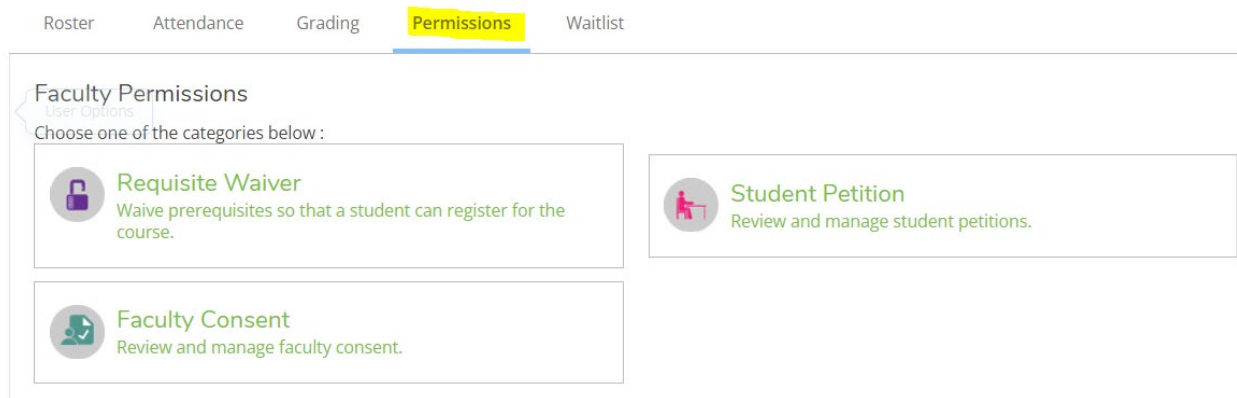 Roster Attendance Grading Permissions Waitlist
Faculty Permissions
User Options
Choose one of the categories below :
Requisite Waiver
Waive prerequisites so that a student can register for the
course.
Student Petition
Review and manage student petitions.
Faculty Consent
Review and manage faculty consent.